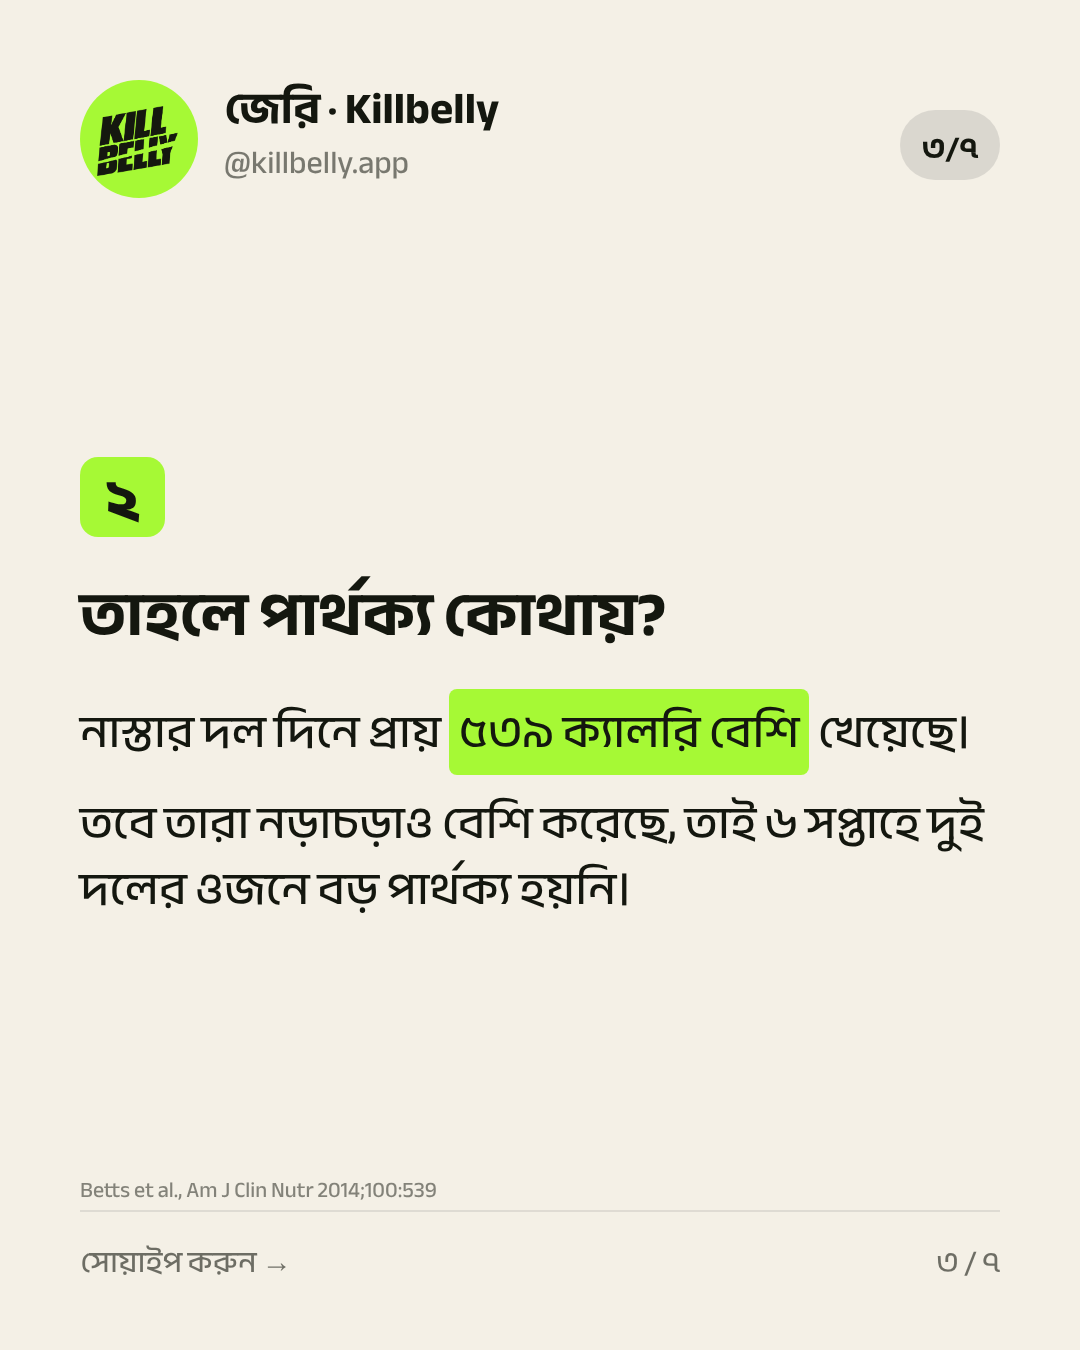 KILL
BELLY
জেরি · Killbelly
@killbelly.app
৩/৭
২
তাহলে পার্থক্য কোথায়?
নাস্তার দল দিনে প্রায় ৫৩৯ ক্যালরি বেশি খেয়েছে।
তবে তারা নড়াচড়াও বেশি করেছে, তাই ৬ সপ্তাহে দুই
দলের ওজনে বড় পার্থক্য হয়নি।
Betts et al., Am J Clin Nutr 2014;100:539
সোয়াইপ করুন →
৩ / ৭